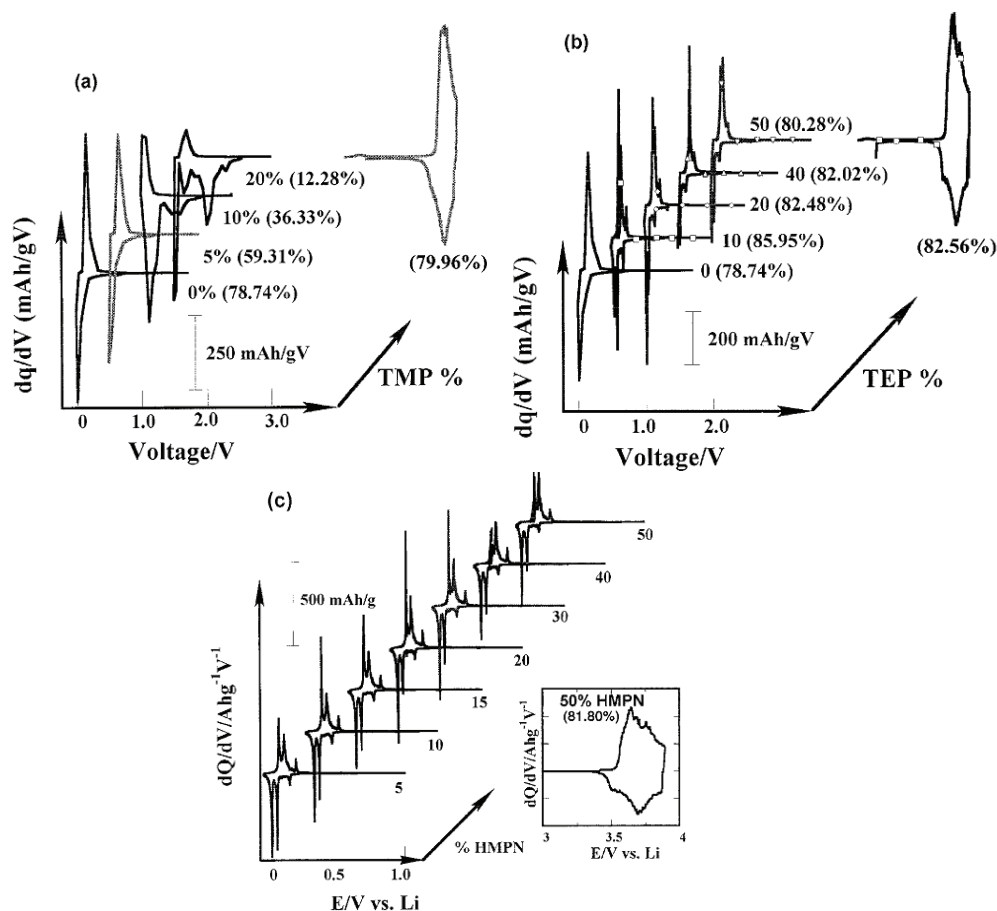 (a)
dq/dV (mAh/gV)
20% (12.28%)
10% (36.33%)
5% (59.31%)
0% (78.74%)
250 mAh/gV
(79.96%)
TMP %
0 1.0 2.0 3.0
Voltage/V
(b)
dq/dV (mAh/gV)
50 (80.28%)
40 (82.02%)
20 (82.48%)
10 (85.95%)
0 (78.74%)
200 mAh/gV
(82.56%)
TEP %
0 1.0 2.0
Voltage/V
(c)
dQ/dV/Ahg-1V-1
500 mAh/g
50
40
30
20
15
10
5
% HMPN
0 0.5 1.0
E/V vs. Li
50% HMPN
(81.80%)
dQ/dV/Ahg-1V-1
3 3.5 4
E/V vs. Li